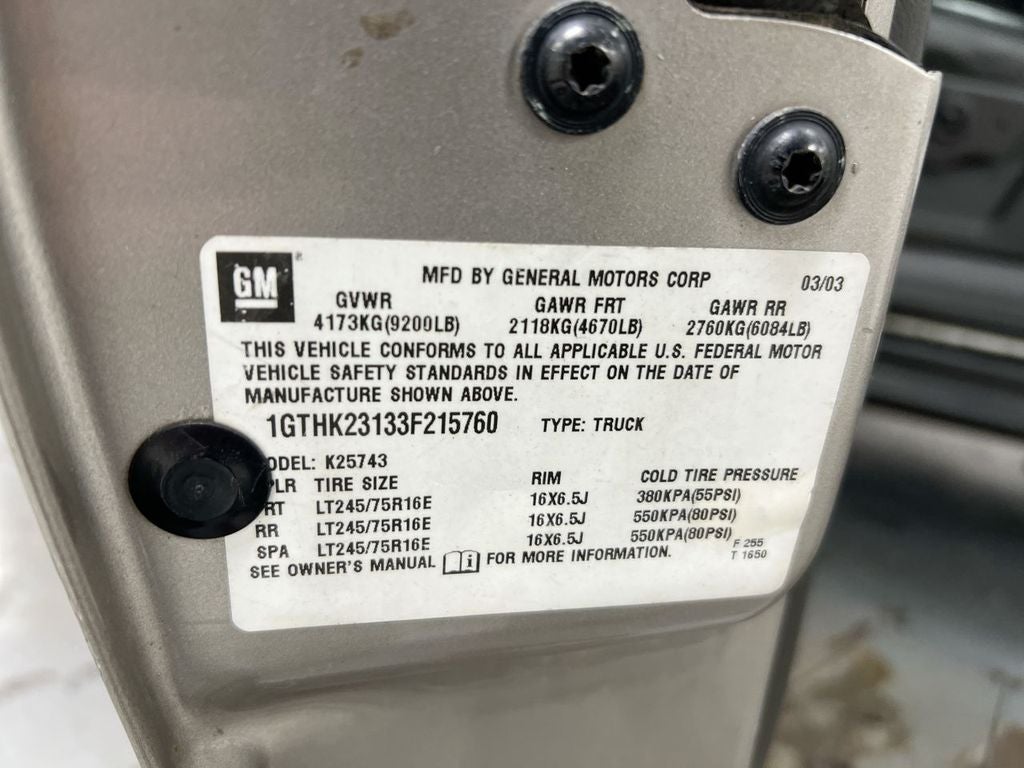 GM
MFD BY GENERAL MOTORS CORP 03/03
GVWR GAWR FRT GAWR RR
4173KG(9200LB) 2118KG(4670LB) 2760KG(6084LB)
THIS VEHICLE CONFORMS TO ALL APPLICABLE U.S. FEDERAL MOTOR
VEHICLE SAFETY STANDARDS IN EFFECT ON THE DATE OF
MANUFACTURE SHOWN ABOVE.
1GTHK23133F215760 TYPE: TRUCK
ODEL: K25743
PLR TIRE SIZE RIM COLD TIRE PRESSURE
RT LT245/75R16E 16X6.5J 380KPA(55PSI)
RR LT245/75R16E 16X6.5J 550KPA(80PSI)
SPA LT245/75R16E 16X6.5J 550KPA(80PSI)
SEE OWNER'S MANUAL i FOR MORE INFORMATION.
F 255
T 1650